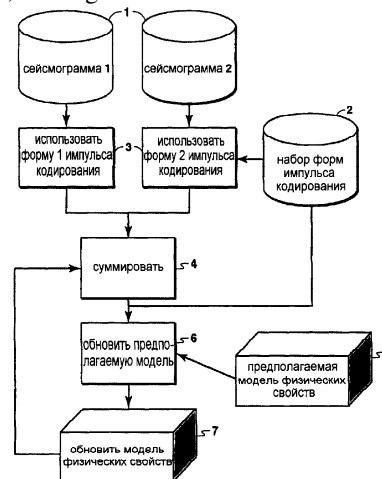 1
сейсмограмма 1
сейсмограмма 2
2
использовать
форму 1 импульса
кодирования
3
использовать
форму 2 импульса
кодирования
набор форм
импульса
кодирования
суммировать
4
обновить предпо-
лагаемую модель
6
предполагаемая
модель физических
свойств
обновить модель
физических свойств
7